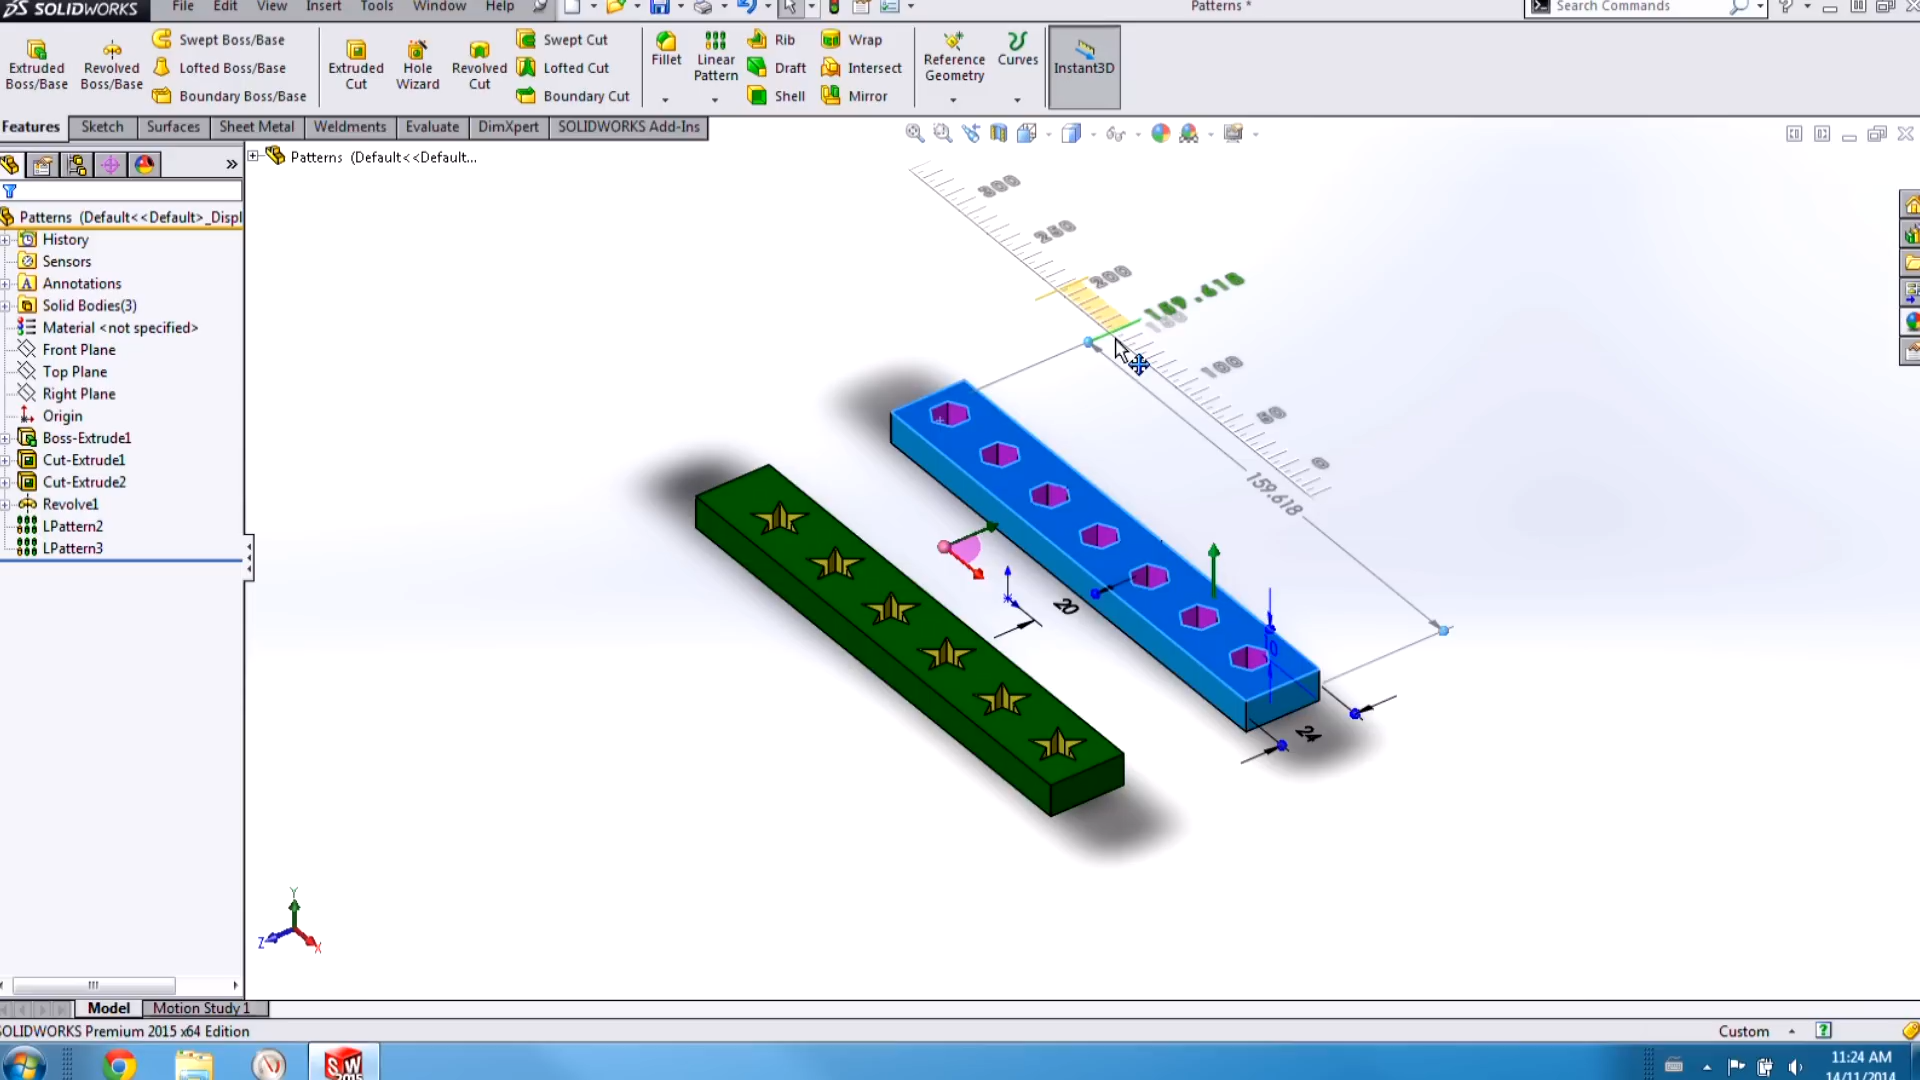 SOLIDWORKS File Edit View Insert Tools Window Help Patterns * Search Commands
Extruded Boss/Base
Revolved Boss/Base
Swept Boss/Base
Lofted Boss/Base
Boundary Boss/Base
Extruded Cut
Hole Wizard
Revolved Cut
Swept Cut
Lofted Cut
Boundary Cut
Fillet
Linear Pattern
Rib
Draft
Shell
Wrap
Intersect
Mirror
Reference Geometry
Curves
Instant3D
Features Sketch Surfaces Sheet Metal Weldments Evaluate DimXpert SOLIDWORKS Add-Ins
Patterns (Default<<Default...
Patterns (Default<<Default>_Displ
History
Sensors
Annotations
Solid Bodies(3)
Material <not specified>
Front Plane
Top Plane
Right Plane
Origin
Boss-Extrude1
Cut-Extrude1
Cut-Extrude2
Revolve1
LPattern2
LPattern3
300
250
200
159.618
150
100
50
0
159.618
20
24
Y
Z
X
Model Motion Study 1
SOLIDWORKS Premium 2015 x64 Edition
Custom
11:24 AM
14/11/2014